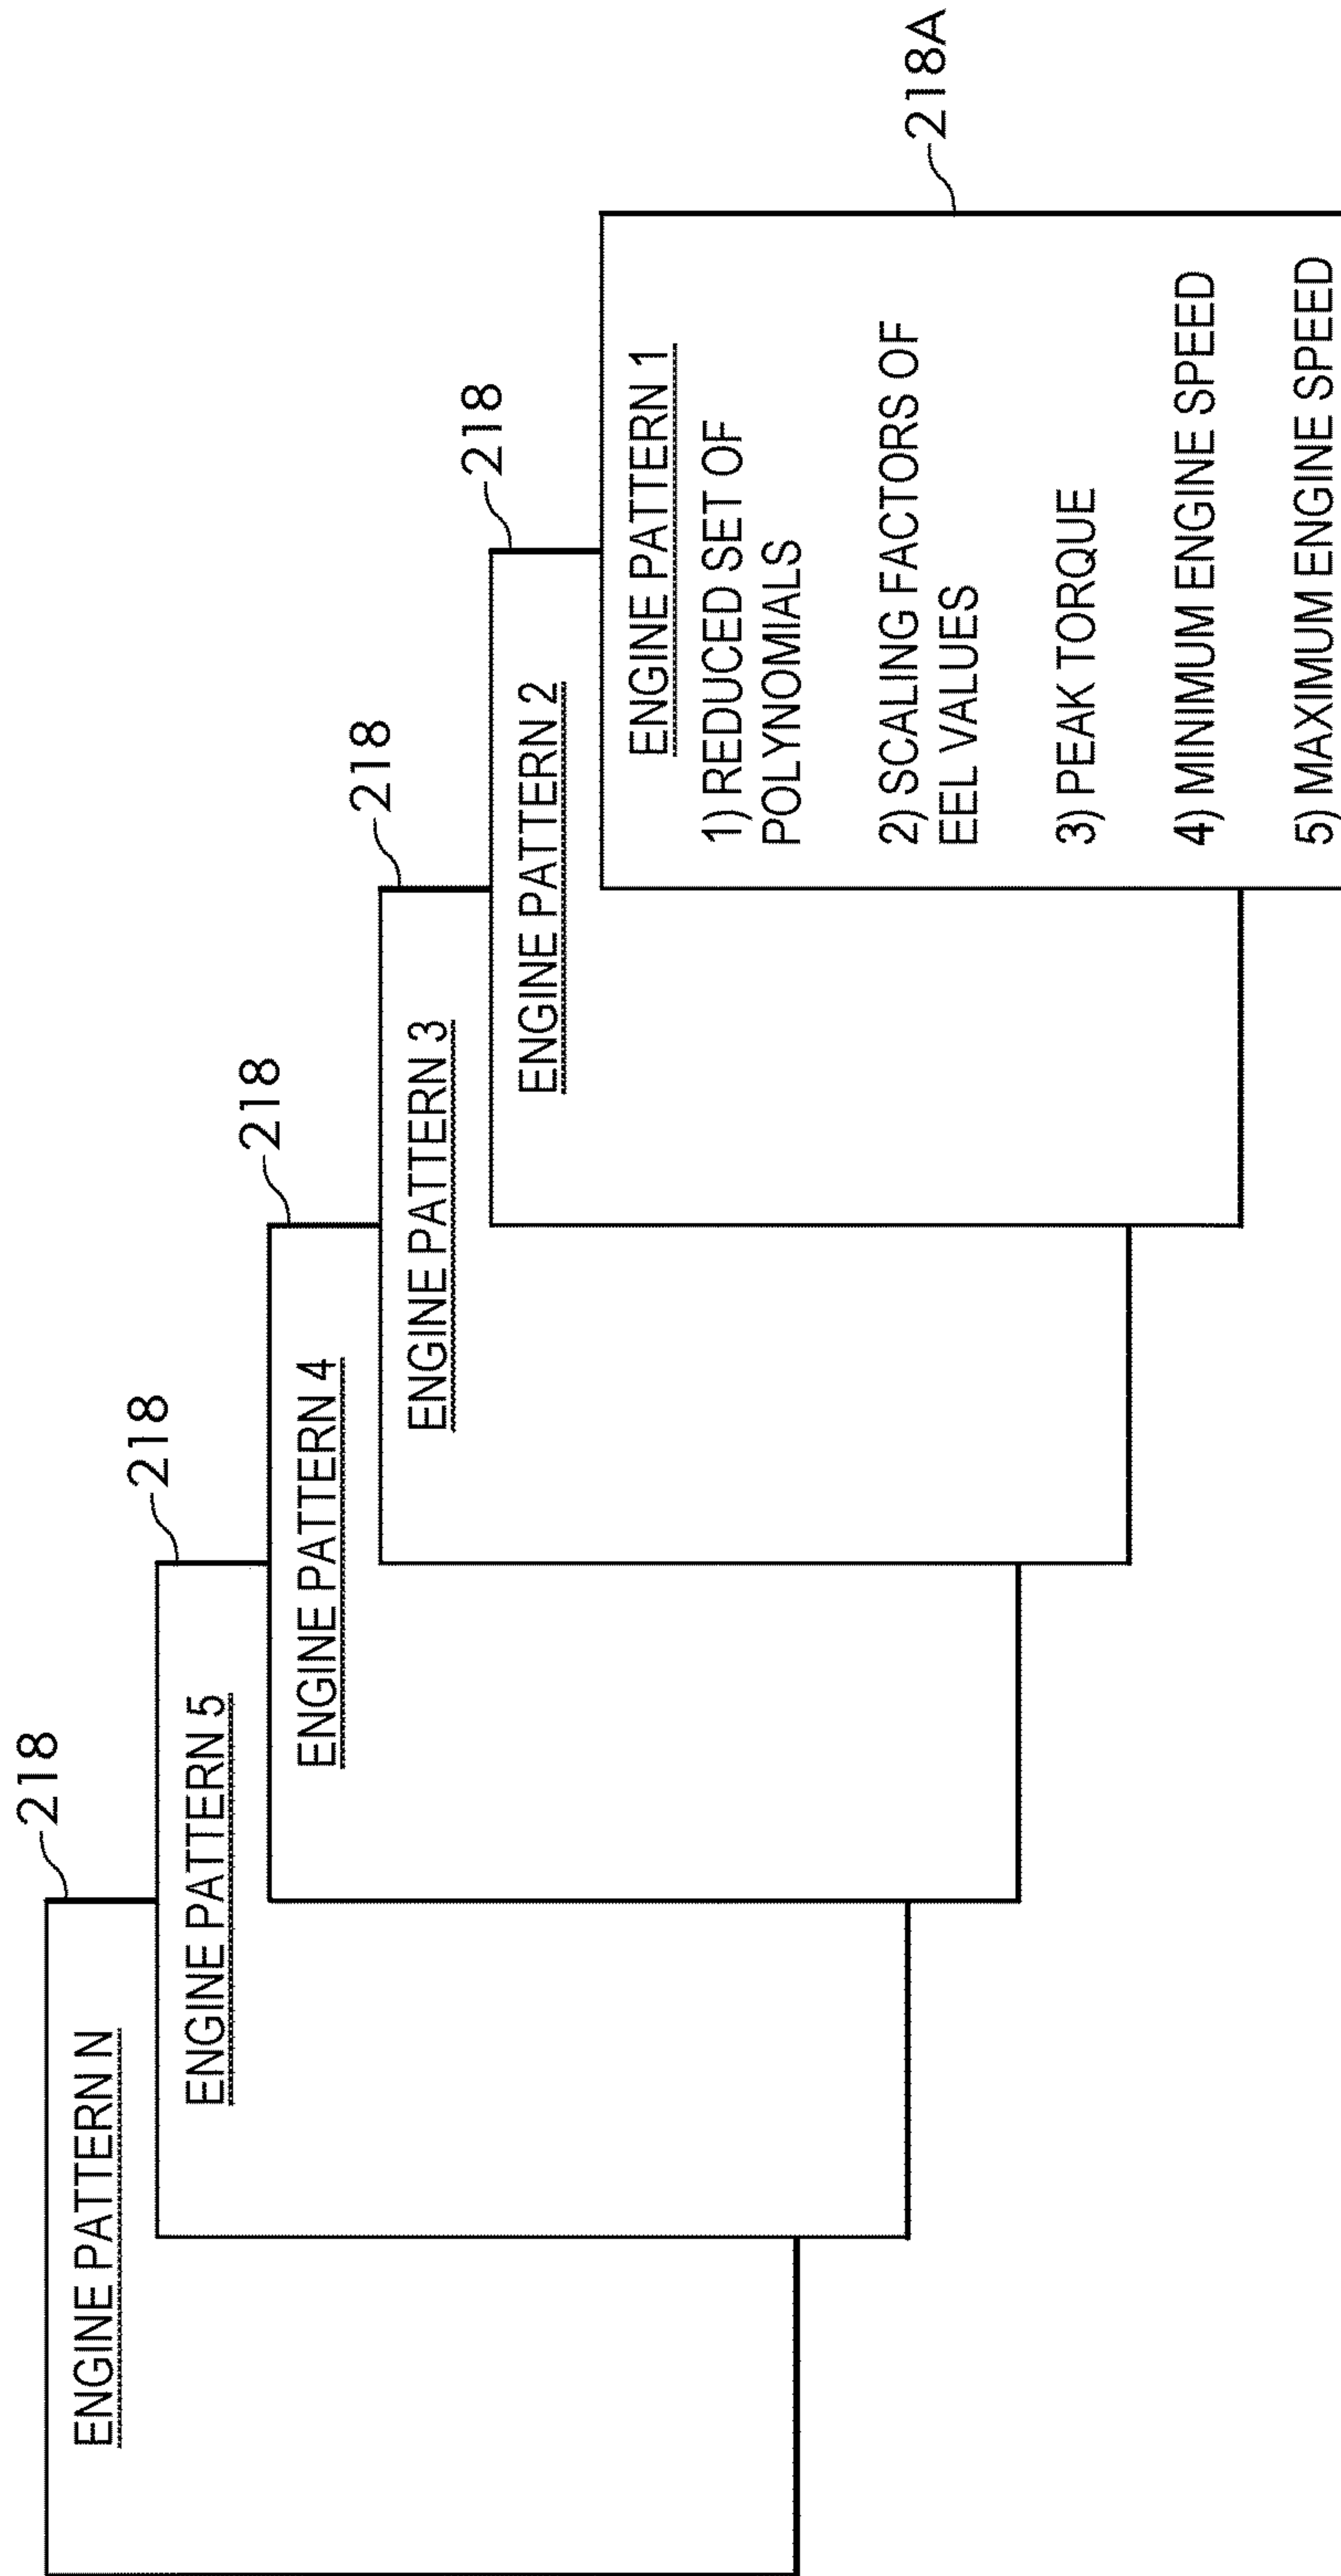 218
ENGINE PATTERN N
218
ENGINE PATTERN 5
218
ENGINE PATTERN 4
218
ENGINE PATTERN 3
218
ENGINE PATTERN 2
218A
ENGINE PATTERN 1
1) REDUCED SET OF
POLYNOMIALS
2) SCALING FACTORS OF
EEL VALUES
3) PEAK TORQUE
4) MINIMUM ENGINE SPEED
5) MAXIMUM ENGINE SPEED